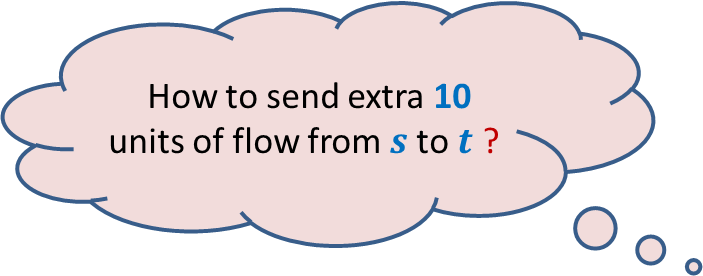 How to send extra 10
units of flow from s to t ?